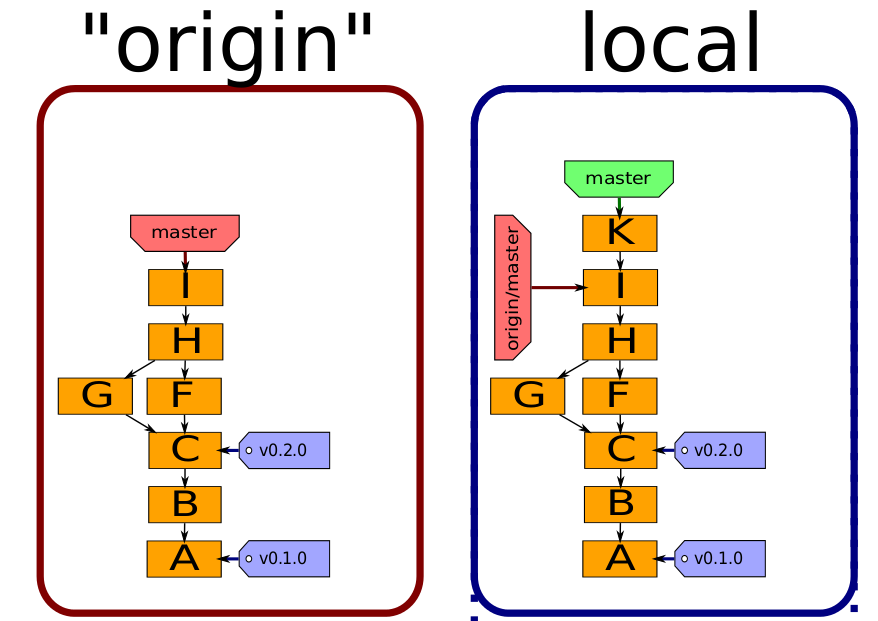 "origin"
master
I
H
G F
C v0.2.0
B
A v0.1.0
local
master
K
origin/master
I
H
G F
C v0.2.0
B
A v0.1.0